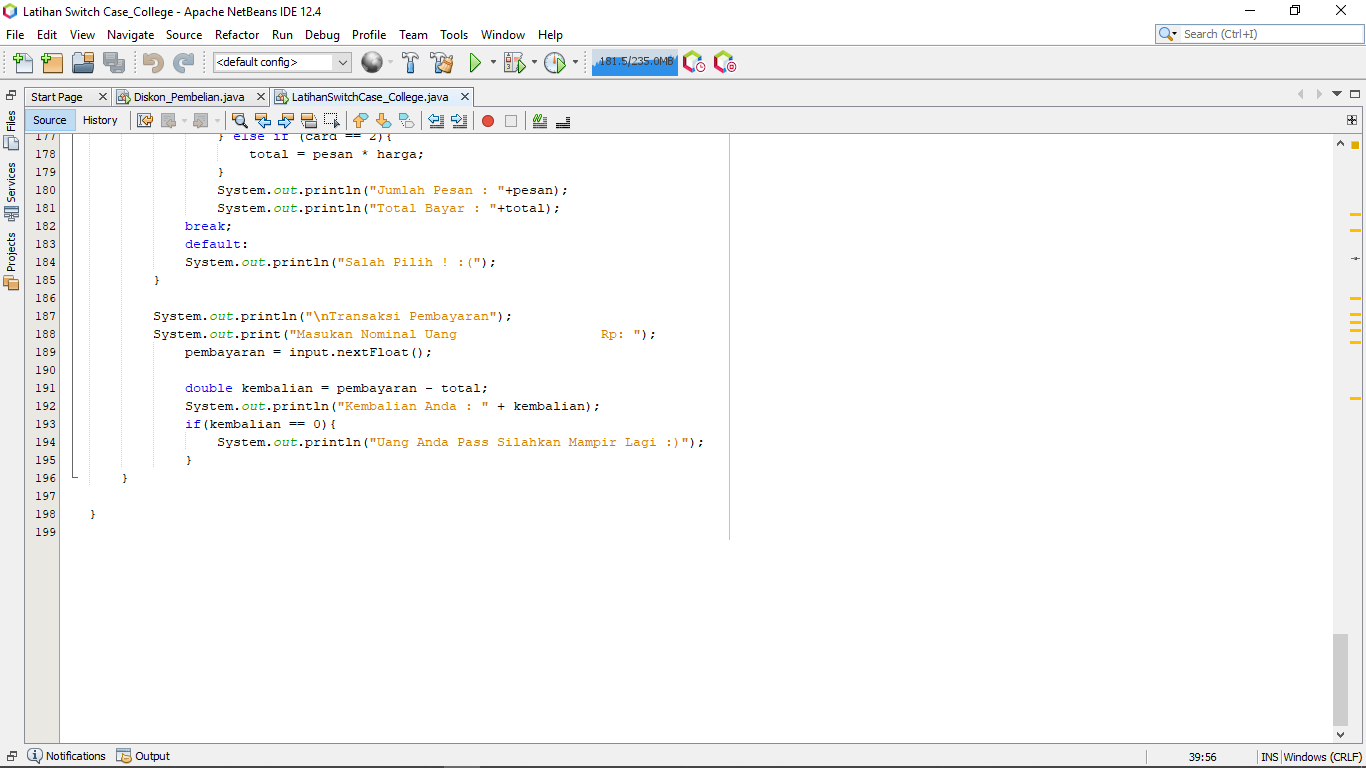 Latihan Switch Case_College - Apache NetBeans IDE 12.4
File Edit View Navigate Source Refactor Run Debug Profile Team Tools Window Help
Search (Ctrl+I)
<default config>
181.5/235.0MB
Start Page
Diskon_Pembelian.java
LatihanSwitchCase_College.java
Source History
Files
Services
Projects
177 } else if (card == 2){
178 total = pesan * harga;
179 }
180 System.out.println("Jumlah Pesan : "+pesan);
181 System.out.println("Total Bayar : "+total);
182 break;
183 default:
184 System.out.println("Salah Pilih ! :(");
185 }
186
187 System.out.println("\nTransaksi Pembayaran");
188 System.out.print("Masukan Nominal Uang                  Rp: ");
189 pembayaran = input.nextFloat();
190
191 double kembalian = pembayaran - total;
192 System.out.println("Kembalian Anda : " + kembalian);
193 if(kembalian == 0){
194 System.out.println("Uang Anda Pass Silahkan Mampir Lagi :)");
195 }
196 }
197
198 }
199
Notifications Output
39:56 INS Windows (CRLF)